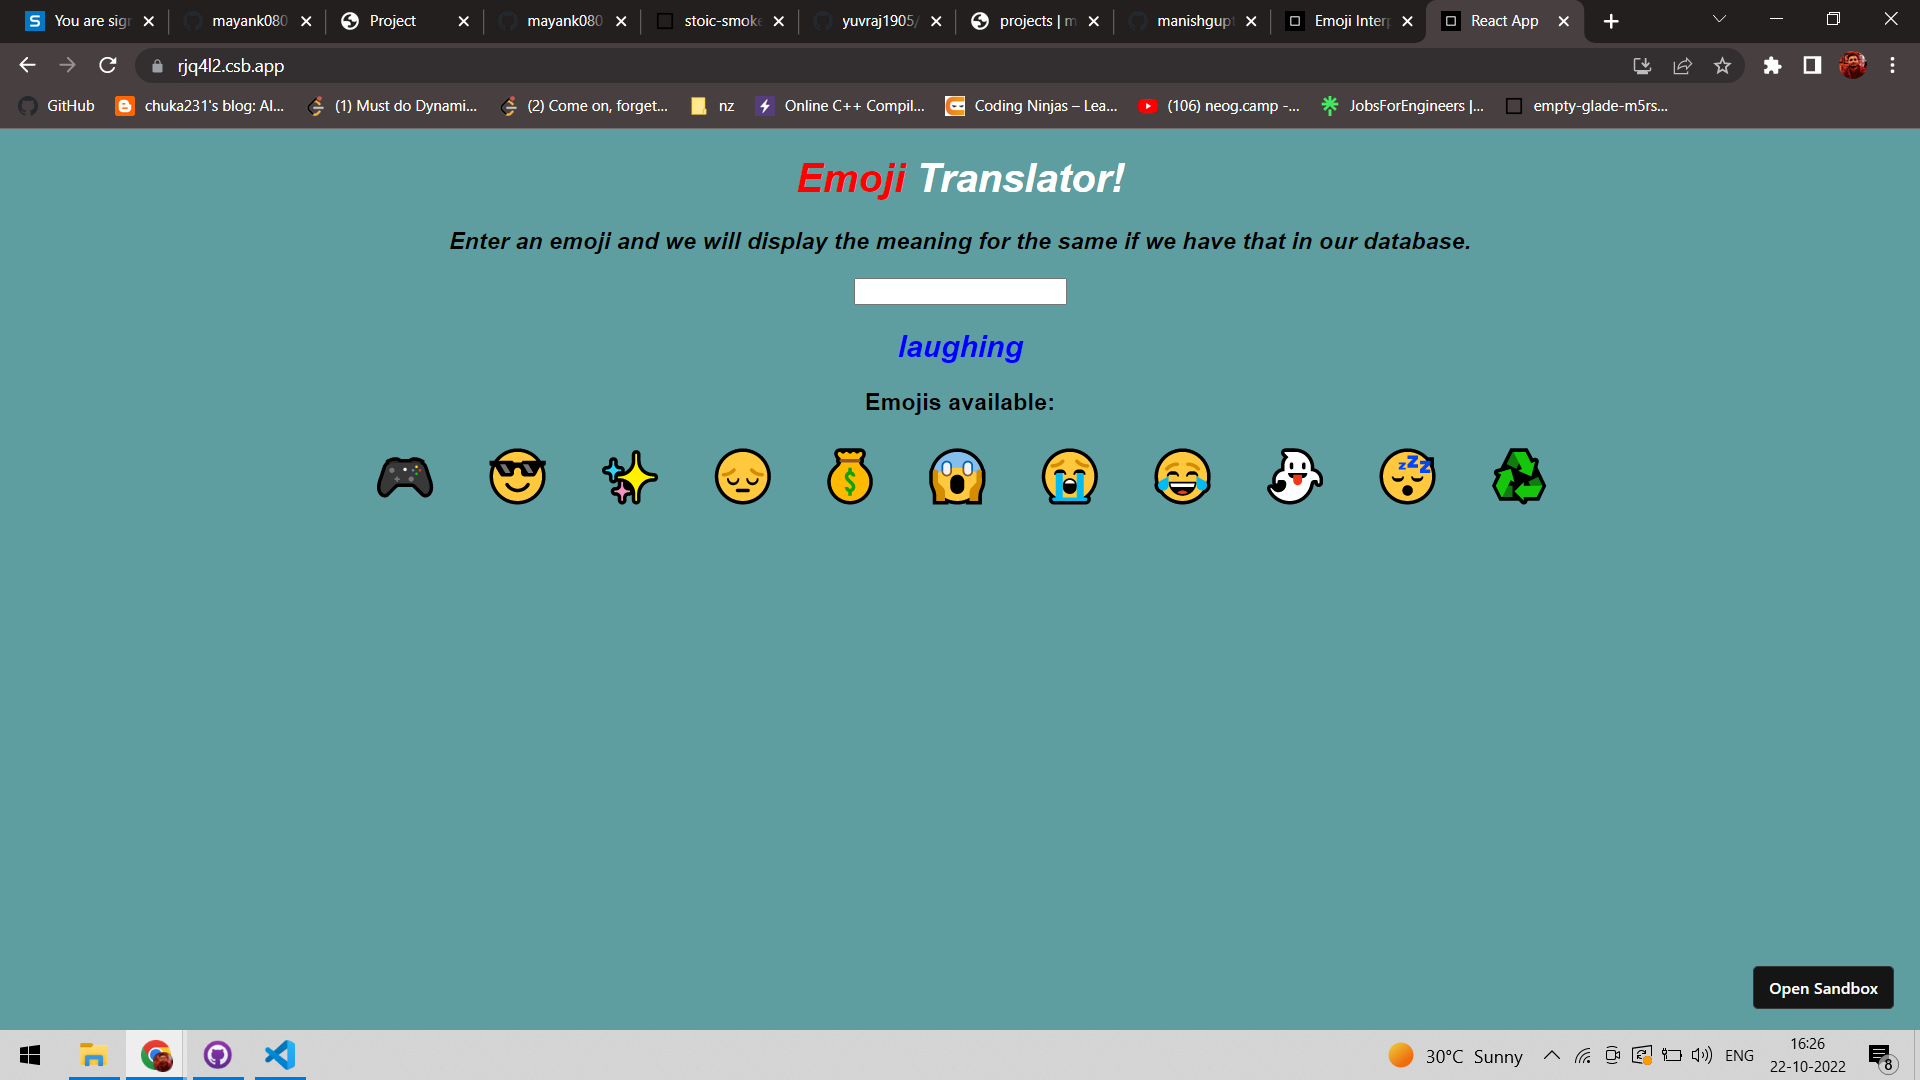 You are sign
mayank080
Project
mayank080
stoic-smoke
yuvraj1905/
projects | m
manishgupt
Emoji Interp
React App
rjq4l2.csb.app
GitHub
chuka231's blog: Al...
(1) Must do Dynami...
(2) Come on, forget...
nz
Online C++ Compil...
Coding Ninjas – Lea...
(106) neog.camp -...
JobsForEngineers |...
empty-glade-m5rs...
Emoji Translator!
Enter an emoji and we will display the meaning for the same if we have that in our database.
laughing
Emojis available:
Open Sandbox
30°C Sunny
ENG
16:26
22-10-2022
8